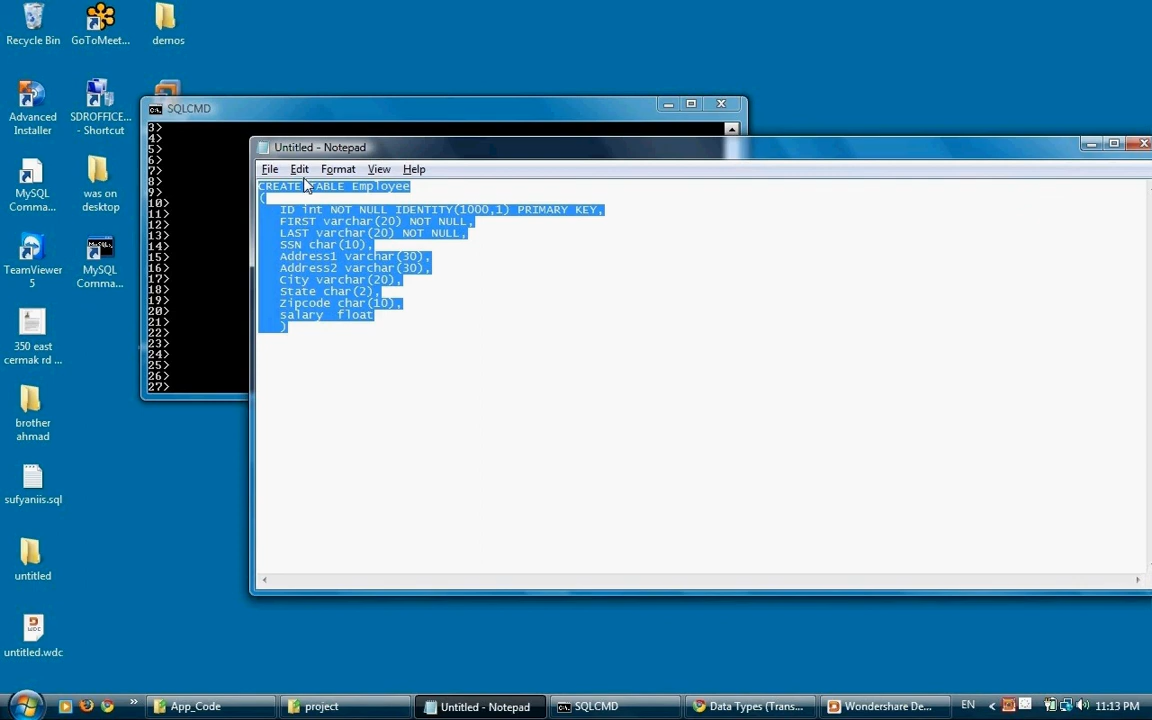 Recycle Bin
GoToMeet...
demos
Advanced
Installer
SDROFFICE...
- Shortcut
MySQL
Comma...
was on
desktop
TeamViewer
5
MySQL
Comma...
350 east
cermak rd ...
brother
ahmad
sufyaniis.sql
untitled
untitled.wdc
SQLCMD
3>
4>
5>
6>
7>
8>
9>
10>
11>
12>
13>
14>
15>
16>
17>
18>
19>
20>
21>
22>
23>
24>
25>
26>
27>
Untitled - Notepad
File Edit Format View Help
CREATE TABLE Employee
(
ID int NOT NULL IDENTITY(1000,1) PRIMARY KEY,
FIRST varchar(20) NOT NULL,
LAST varchar(20) NOT NULL,
SSN char(10),
Address1 varchar(30),
Address2 varchar(30),
City varchar(20),
State char(2),
Zipcode char(10),
salary float
)
» App_Code project Untitled - Notepad SQLCMD Data Types (Trans... Wondershare De... EN < 11:13 PM